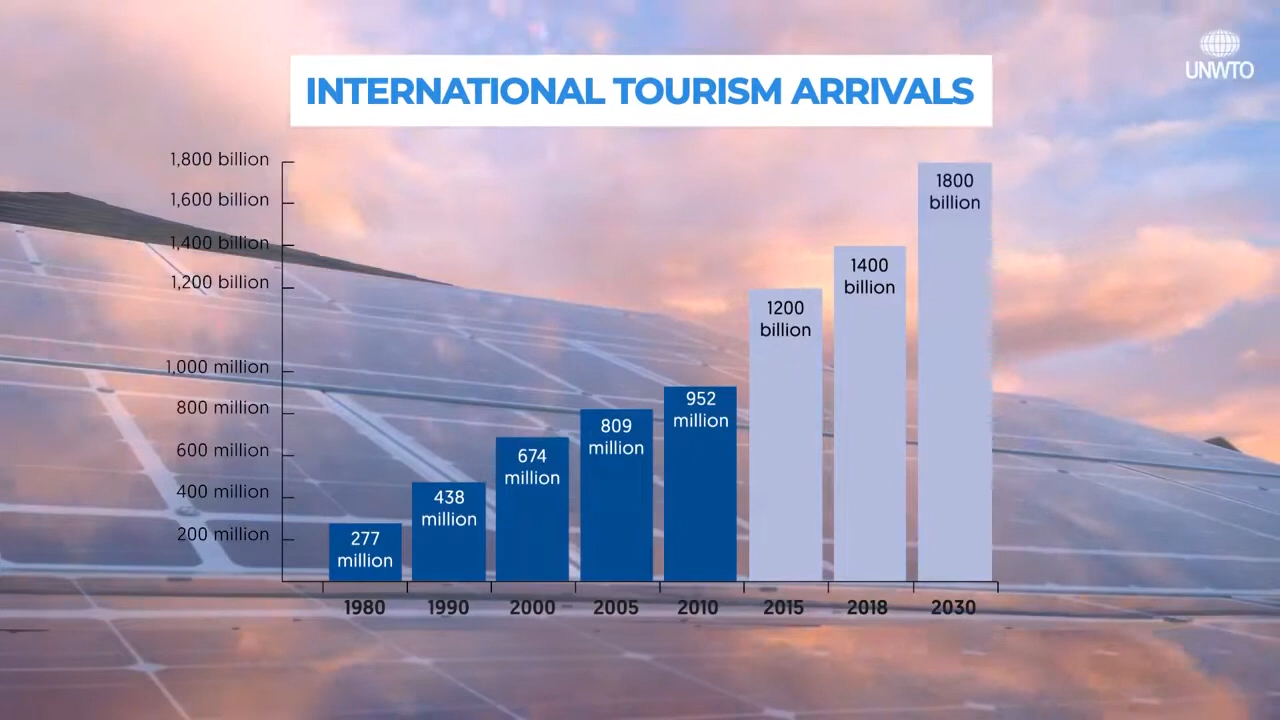 UNWTO
INTERNATIONAL TOURISM ARRIVALS
1,800 billion
1,600 billion
1,400 billion
1,200 billion
1,000 million
800 million
600 million
400 million
200 million
277
million
438
million
674
million
809
million
952
million
1200
billion
1400
billion
1800
billion
1980
1990
2000
2005
2010
2015
2018
2030